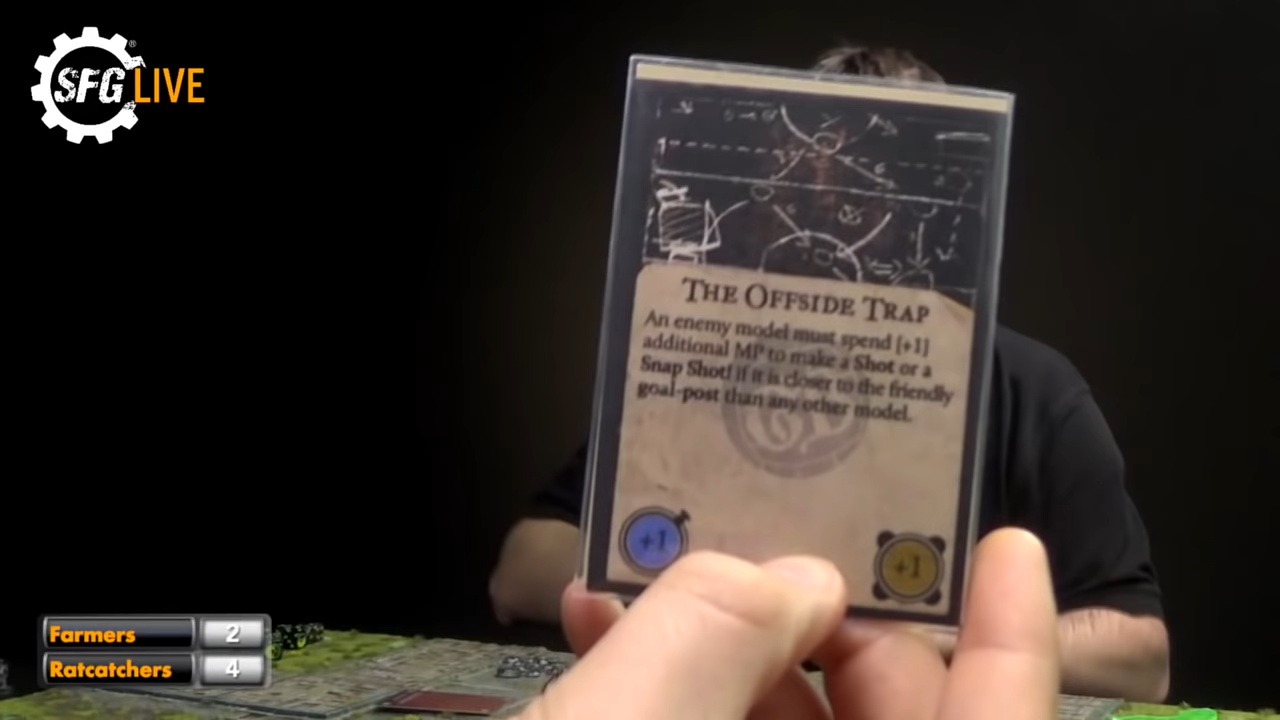 SFG LIVE
THE OFFSIDE TRAP
An enemy model must spend [+1]
additional MP to make a Shot or a
Snap Shot! if it is closer to the friendly
goal-post than any other model.
+1
+1
Farmers 2
Ratcatchers 4